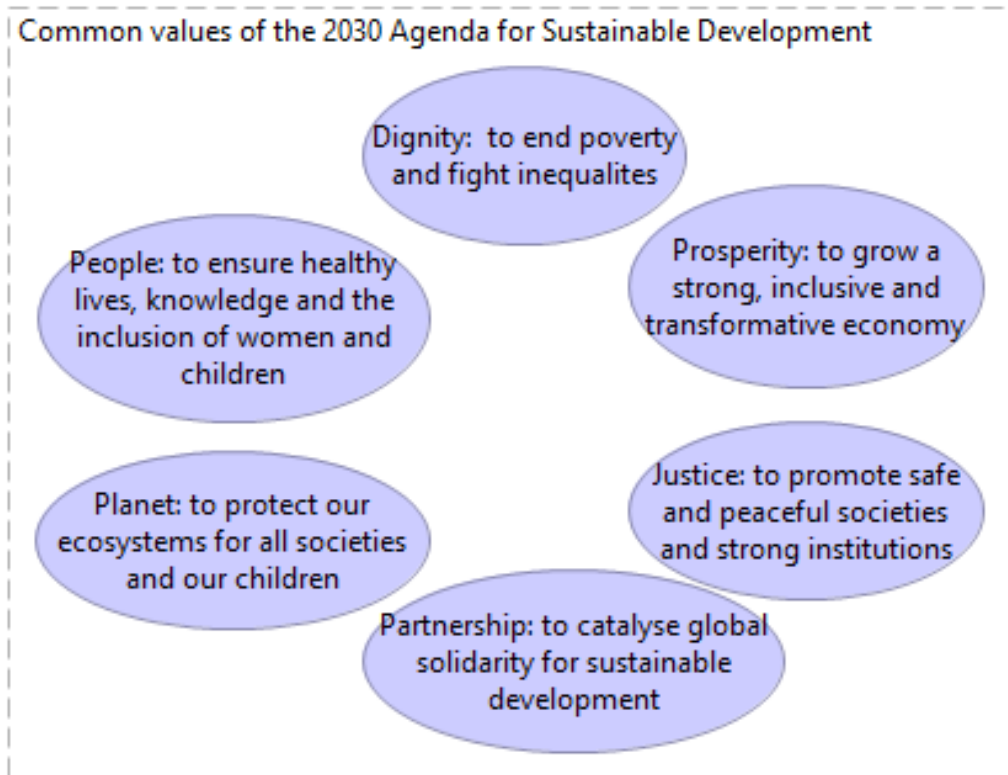 Common values of the 2030 Agenda for Sustainable Development
Dignity:  to end poverty
and fight inequalites
Prosperity: to grow a
strong, inclusive and
transformative economy
People: to ensure healthy
lives, knowledge and the
inclusion of women and
children
Justice: to promote safe
and peaceful societies
and strong institutions
Planet: to protect our
ecosystems for all societies
and our children
Partnership: to catalyse global
solidarity for sustainable
development